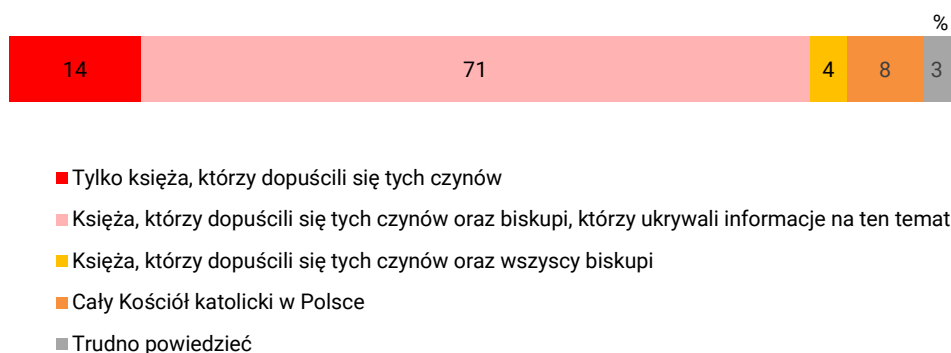 %
14 71 4 8 3
Tylko księża, którzy dopuścili się tych czynów
Księża, którzy dopuścili się tych czynów oraz biskupi, którzy ukrywali informacje na ten temat
Księża, którzy dopuścili się tych czynów oraz wszyscy biskupi
Cały Kościół katolicki w Polsce
Trudno powiedzieć